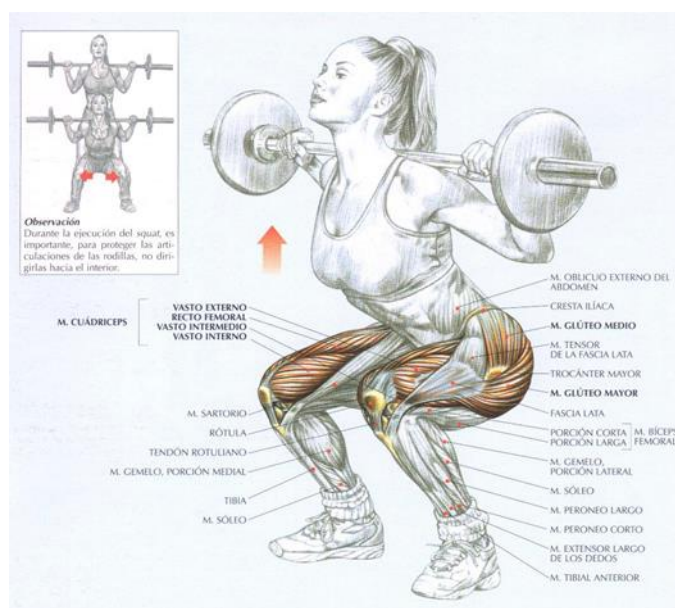 Observación
Durante la ejecución del squat, es
importante, para proteger las arti-
culaciones de las rodillas, no diri-
girlas hacia el interior.
M. CUÁDRICEPS
VASTO EXTERNO
RECTO FEMORAL
VASTO INTERMEDIO
VASTO INTERNO
M. SARTORIO
RÓTULA
TENDÓN ROTULIANO
M. GEMELO, PORCIÓN MEDIAL
TIBIA
M. SÓLEO
M. OBLICUO EXTERNO DEL
ABDOMEN
CRESTA ILÍACA
M. GLÚTEO MEDIO
M. TENSOR
DE LA FASCIA LATA
TROCÁNTER MAYOR
M. GLÚTEO MAYOR
FASCIA LATA
PORCIÓN CORTA
PORCIÓN LARGA
M. BÍCEPS
FEMORAL
M. GEMELO,
PORCIÓN LATERAL
M. SÓLEO
M. PERONEO LARGO
M. PERONEO CORTO
M. EXTENSOR LARGO
DE LOS DEDOS
M. TIBIAL ANTERIOR